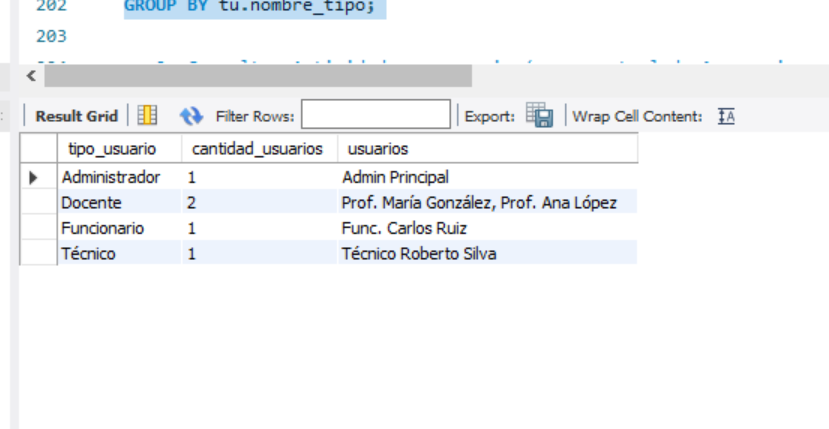 202 GROUP BY tu.nombre_tipo;
203
Result Grid Filter Rows: Export: Wrap Cell Content:
tipo_usuario cantidad_usuarios usuarios
Administrador 1 Admin Principal
Docente 2 Prof. María González, Prof. Ana López
Funcionario 1 Func. Carlos Ruiz
Técnico 1 Técnico Roberto Silva